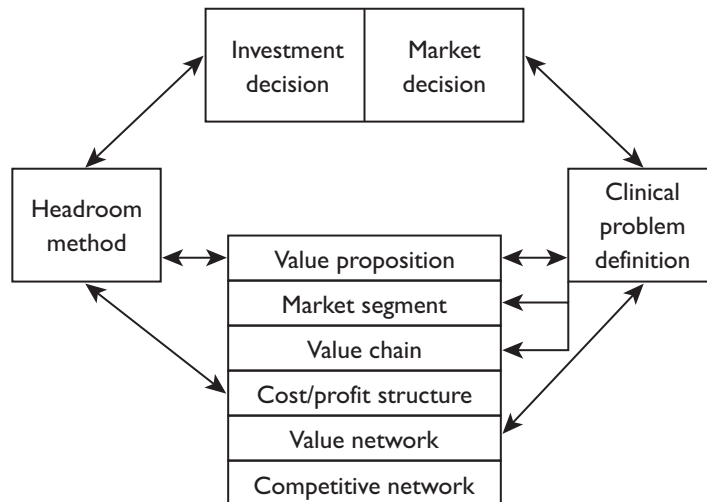 Investment
decision
Market
decision
Headroom
method
Clinical
problem
definition
Value proposition
Market segment
Value chain
Cost/profit structure
Value network
Competitive network